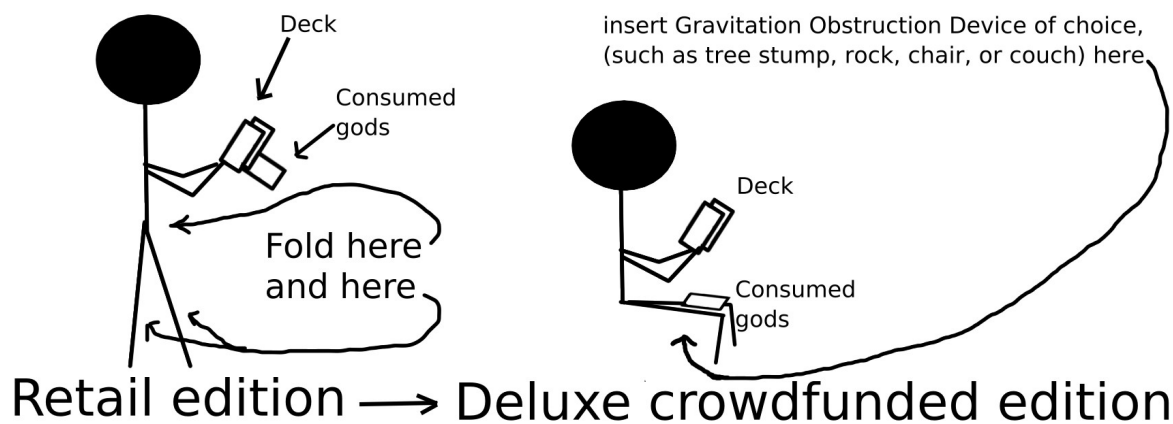 Deck
Consumed
gods
Fold here
and here
insert Gravitation Obstruction Device of choice,
(such as tree stump, rock, chair, or couch) here
Deck
Consumed
gods
Retail edition → Deluxe crowdfunded edition